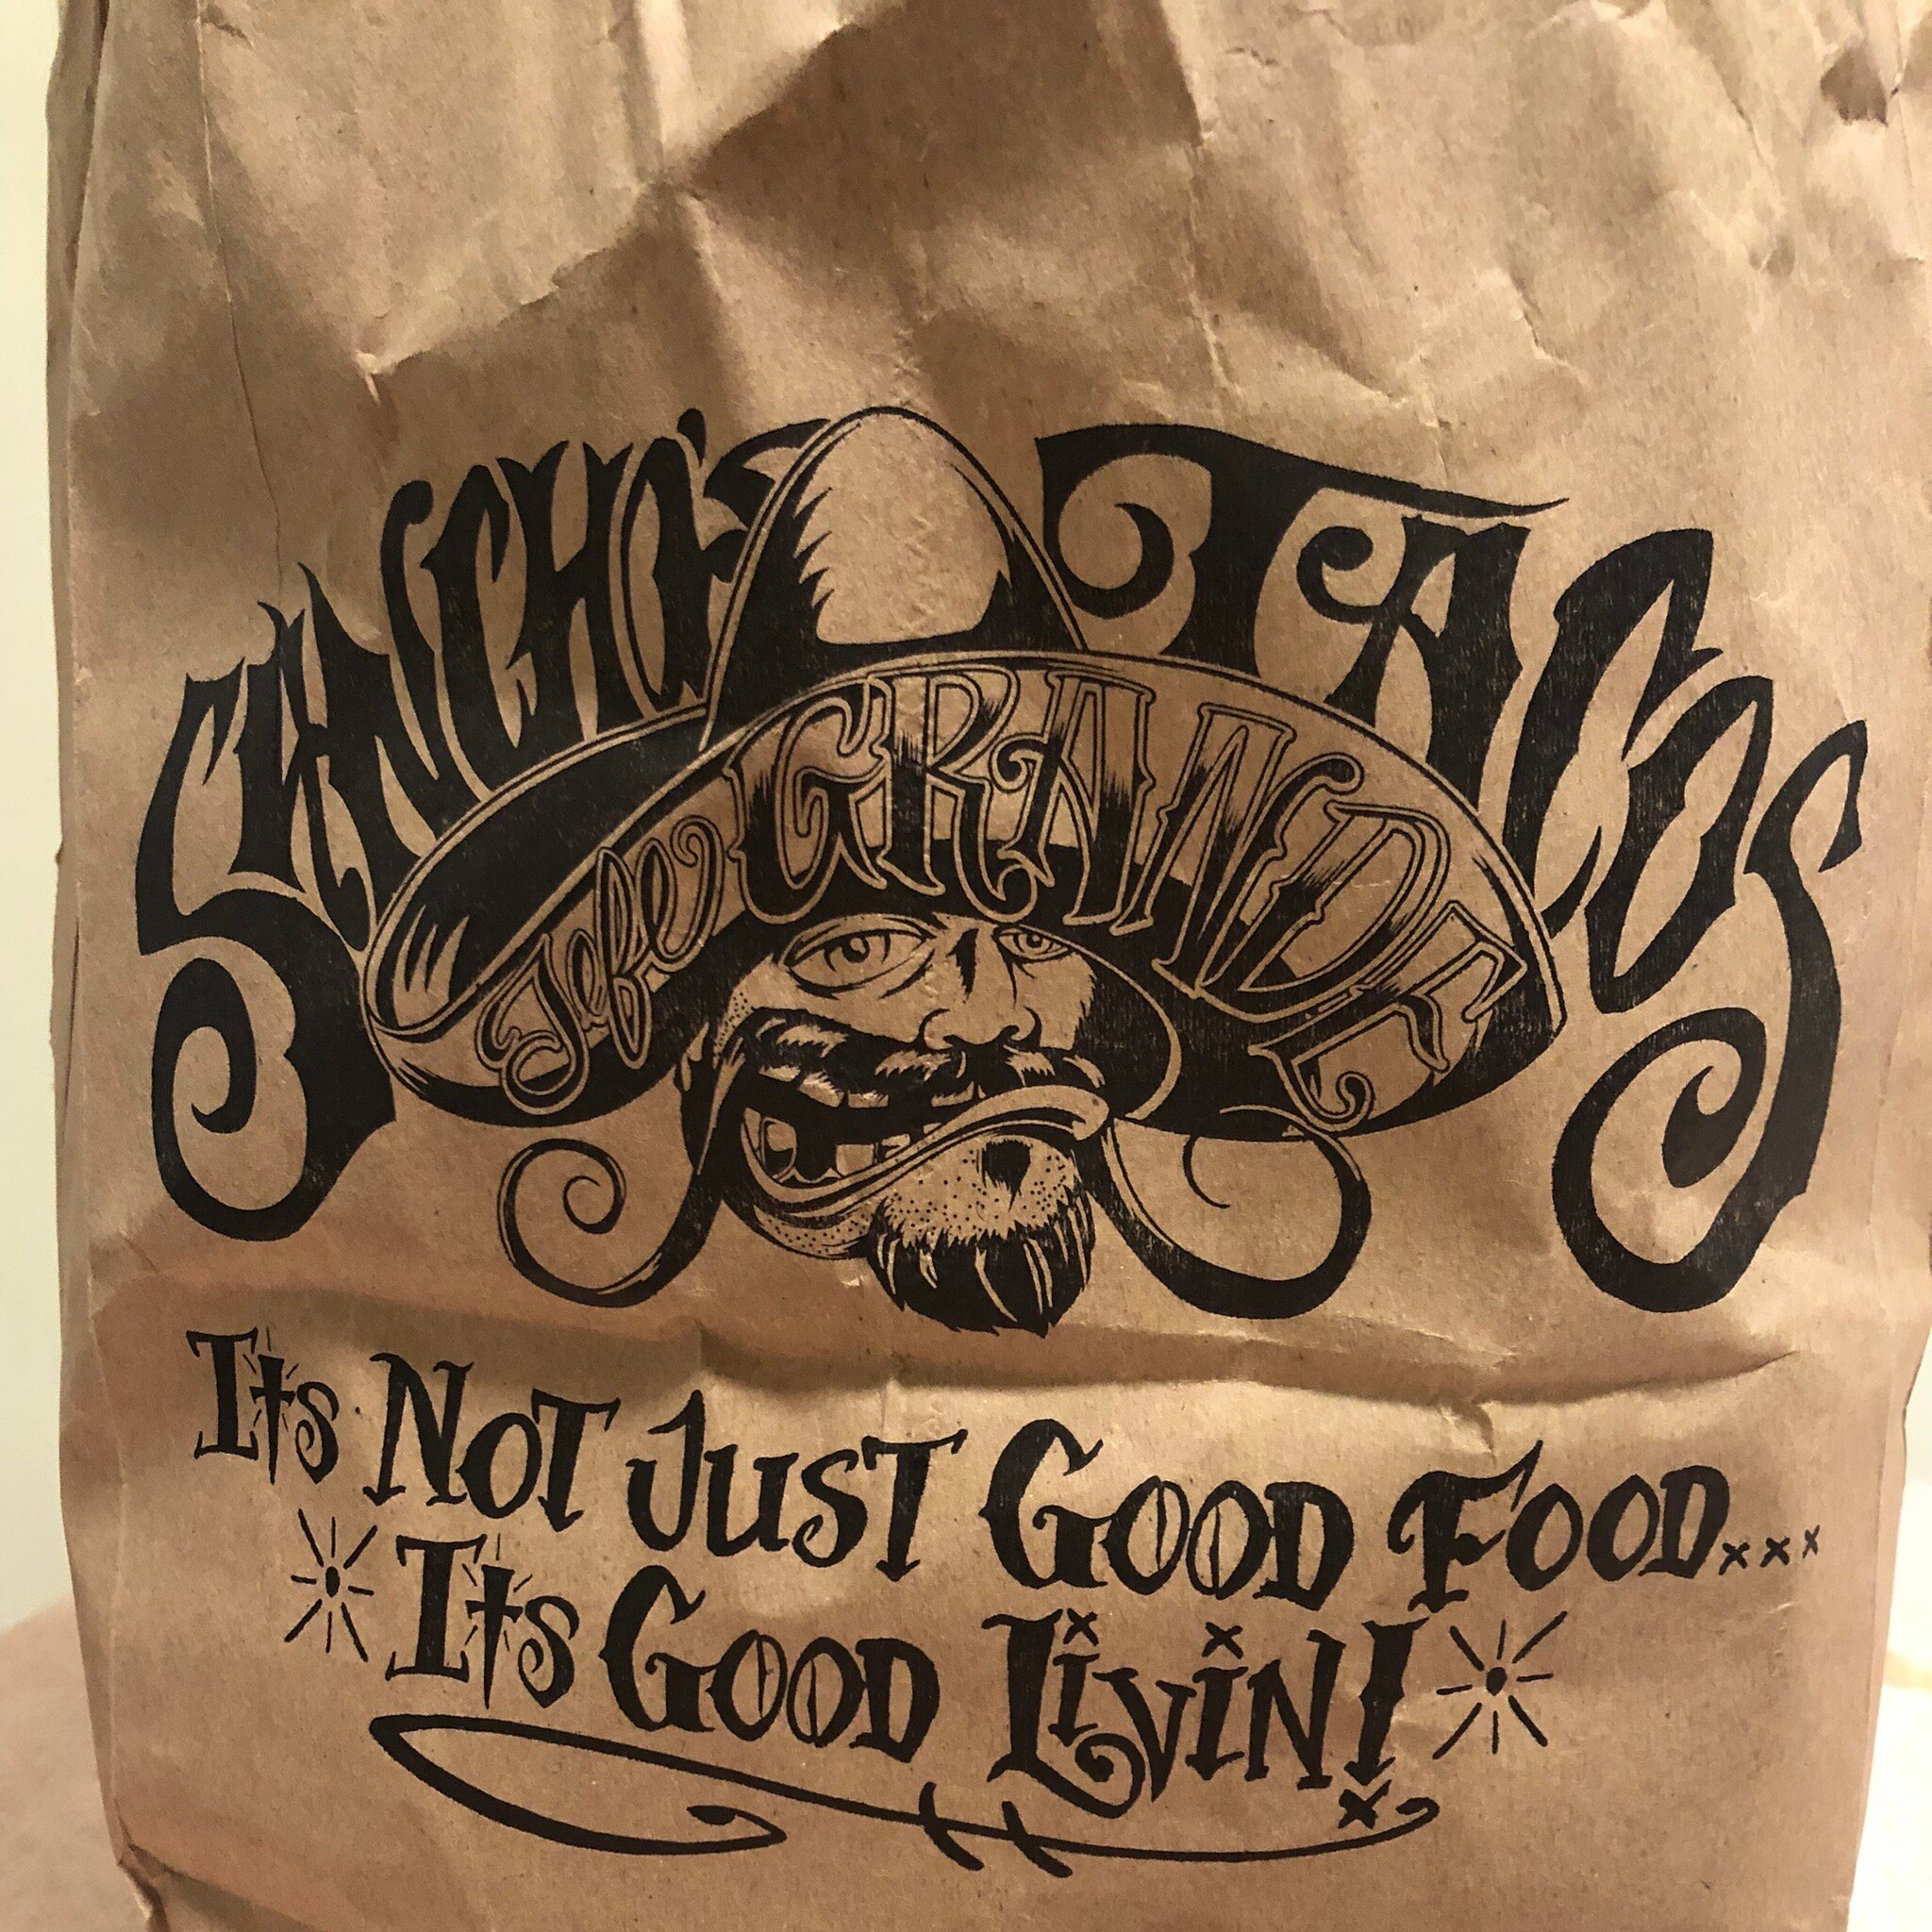 SANCHO'S TACOS
Jefe GRANDE
Its Not Just Good Food...
Its Good Livin!